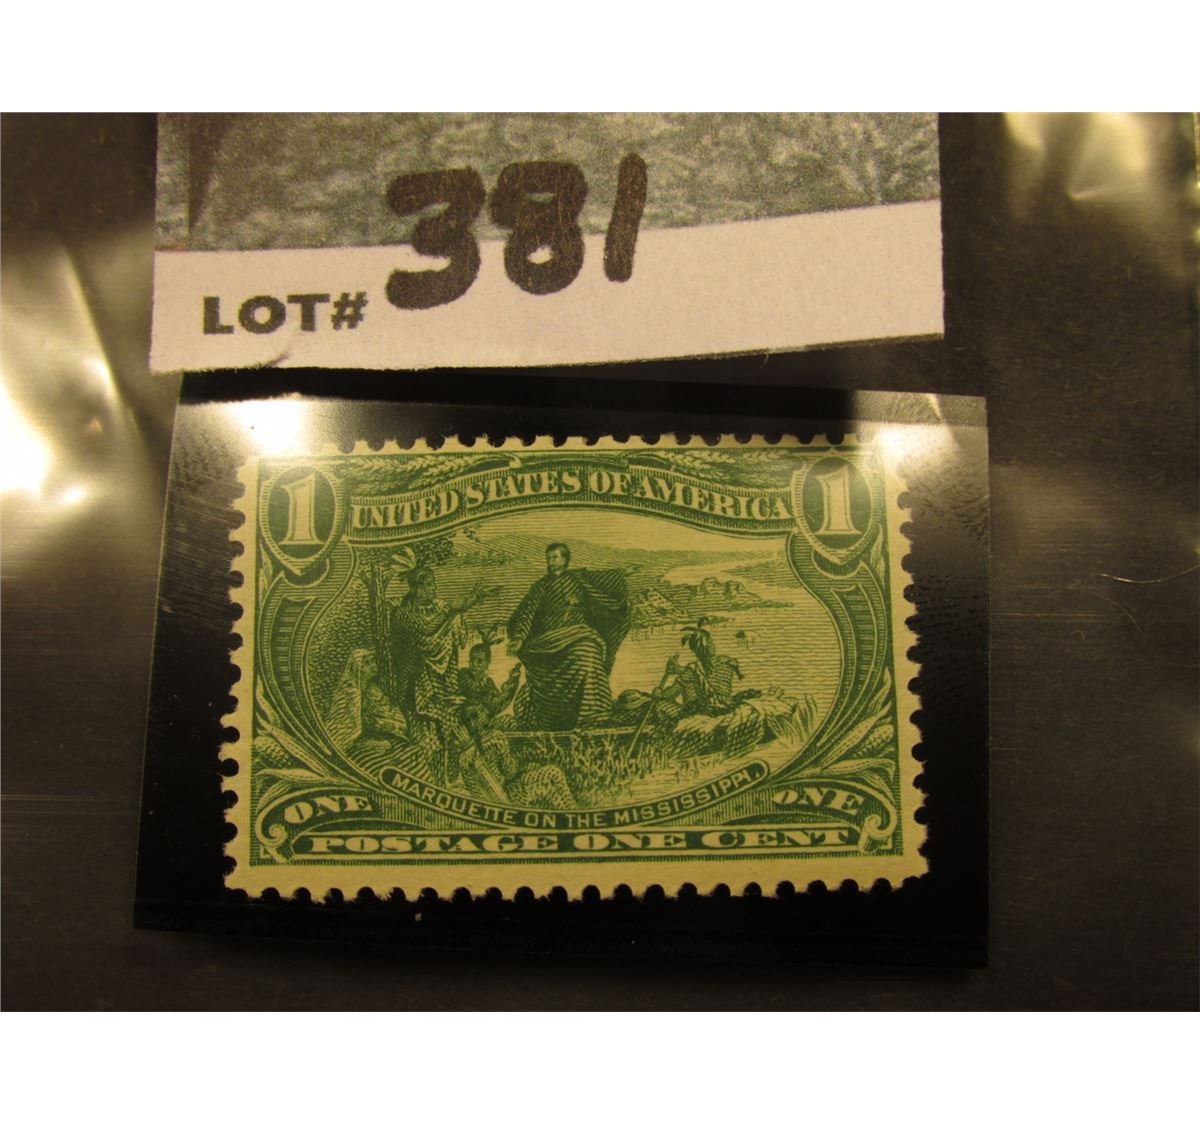 LOT# 381
1 UNITED STATES OF AMERICA 1
MARQUETTE ON THE MISSISSIPPI.
ONE ONE
POSTAGE ONE CENT